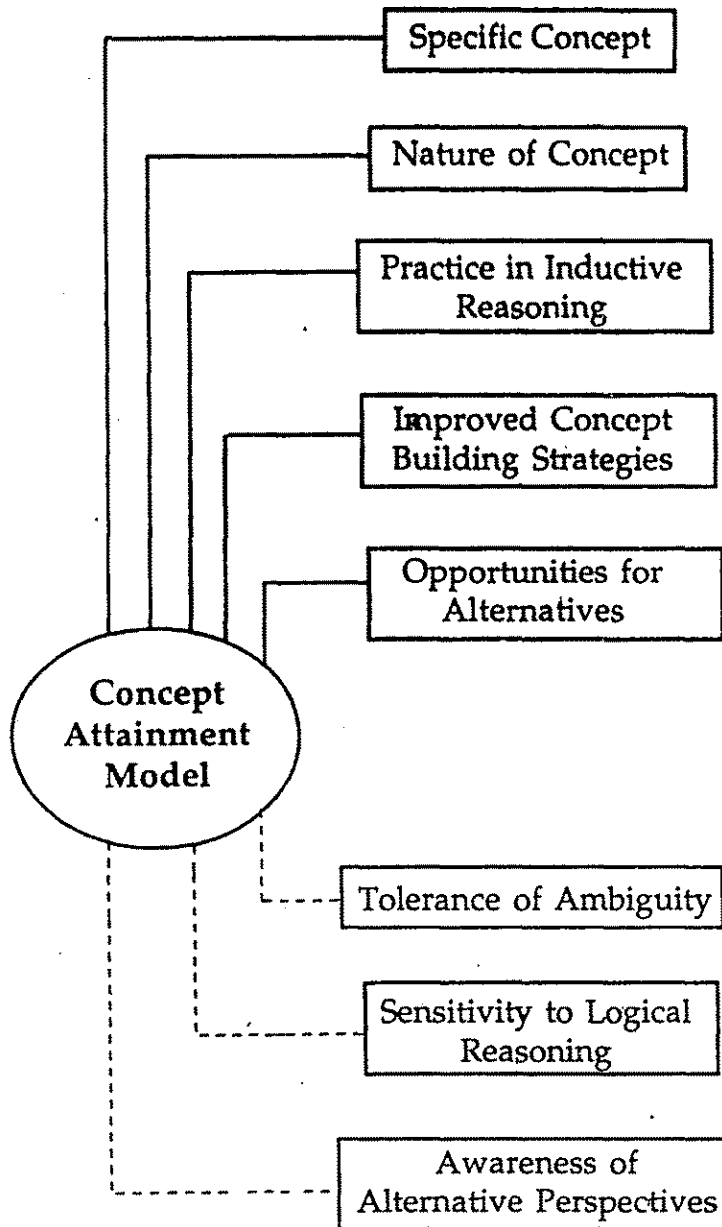 Specific Concept
Nature of Concept
Practice in Inductive
Reasoning
Improved Concept
Building Strategies
Opportunities for
Alternatives
Concept
Attainment
Model
Tolerance of Ambiguity
Sensitivity to Logical
Reasoning
Awareness of
Alternative Perspectives